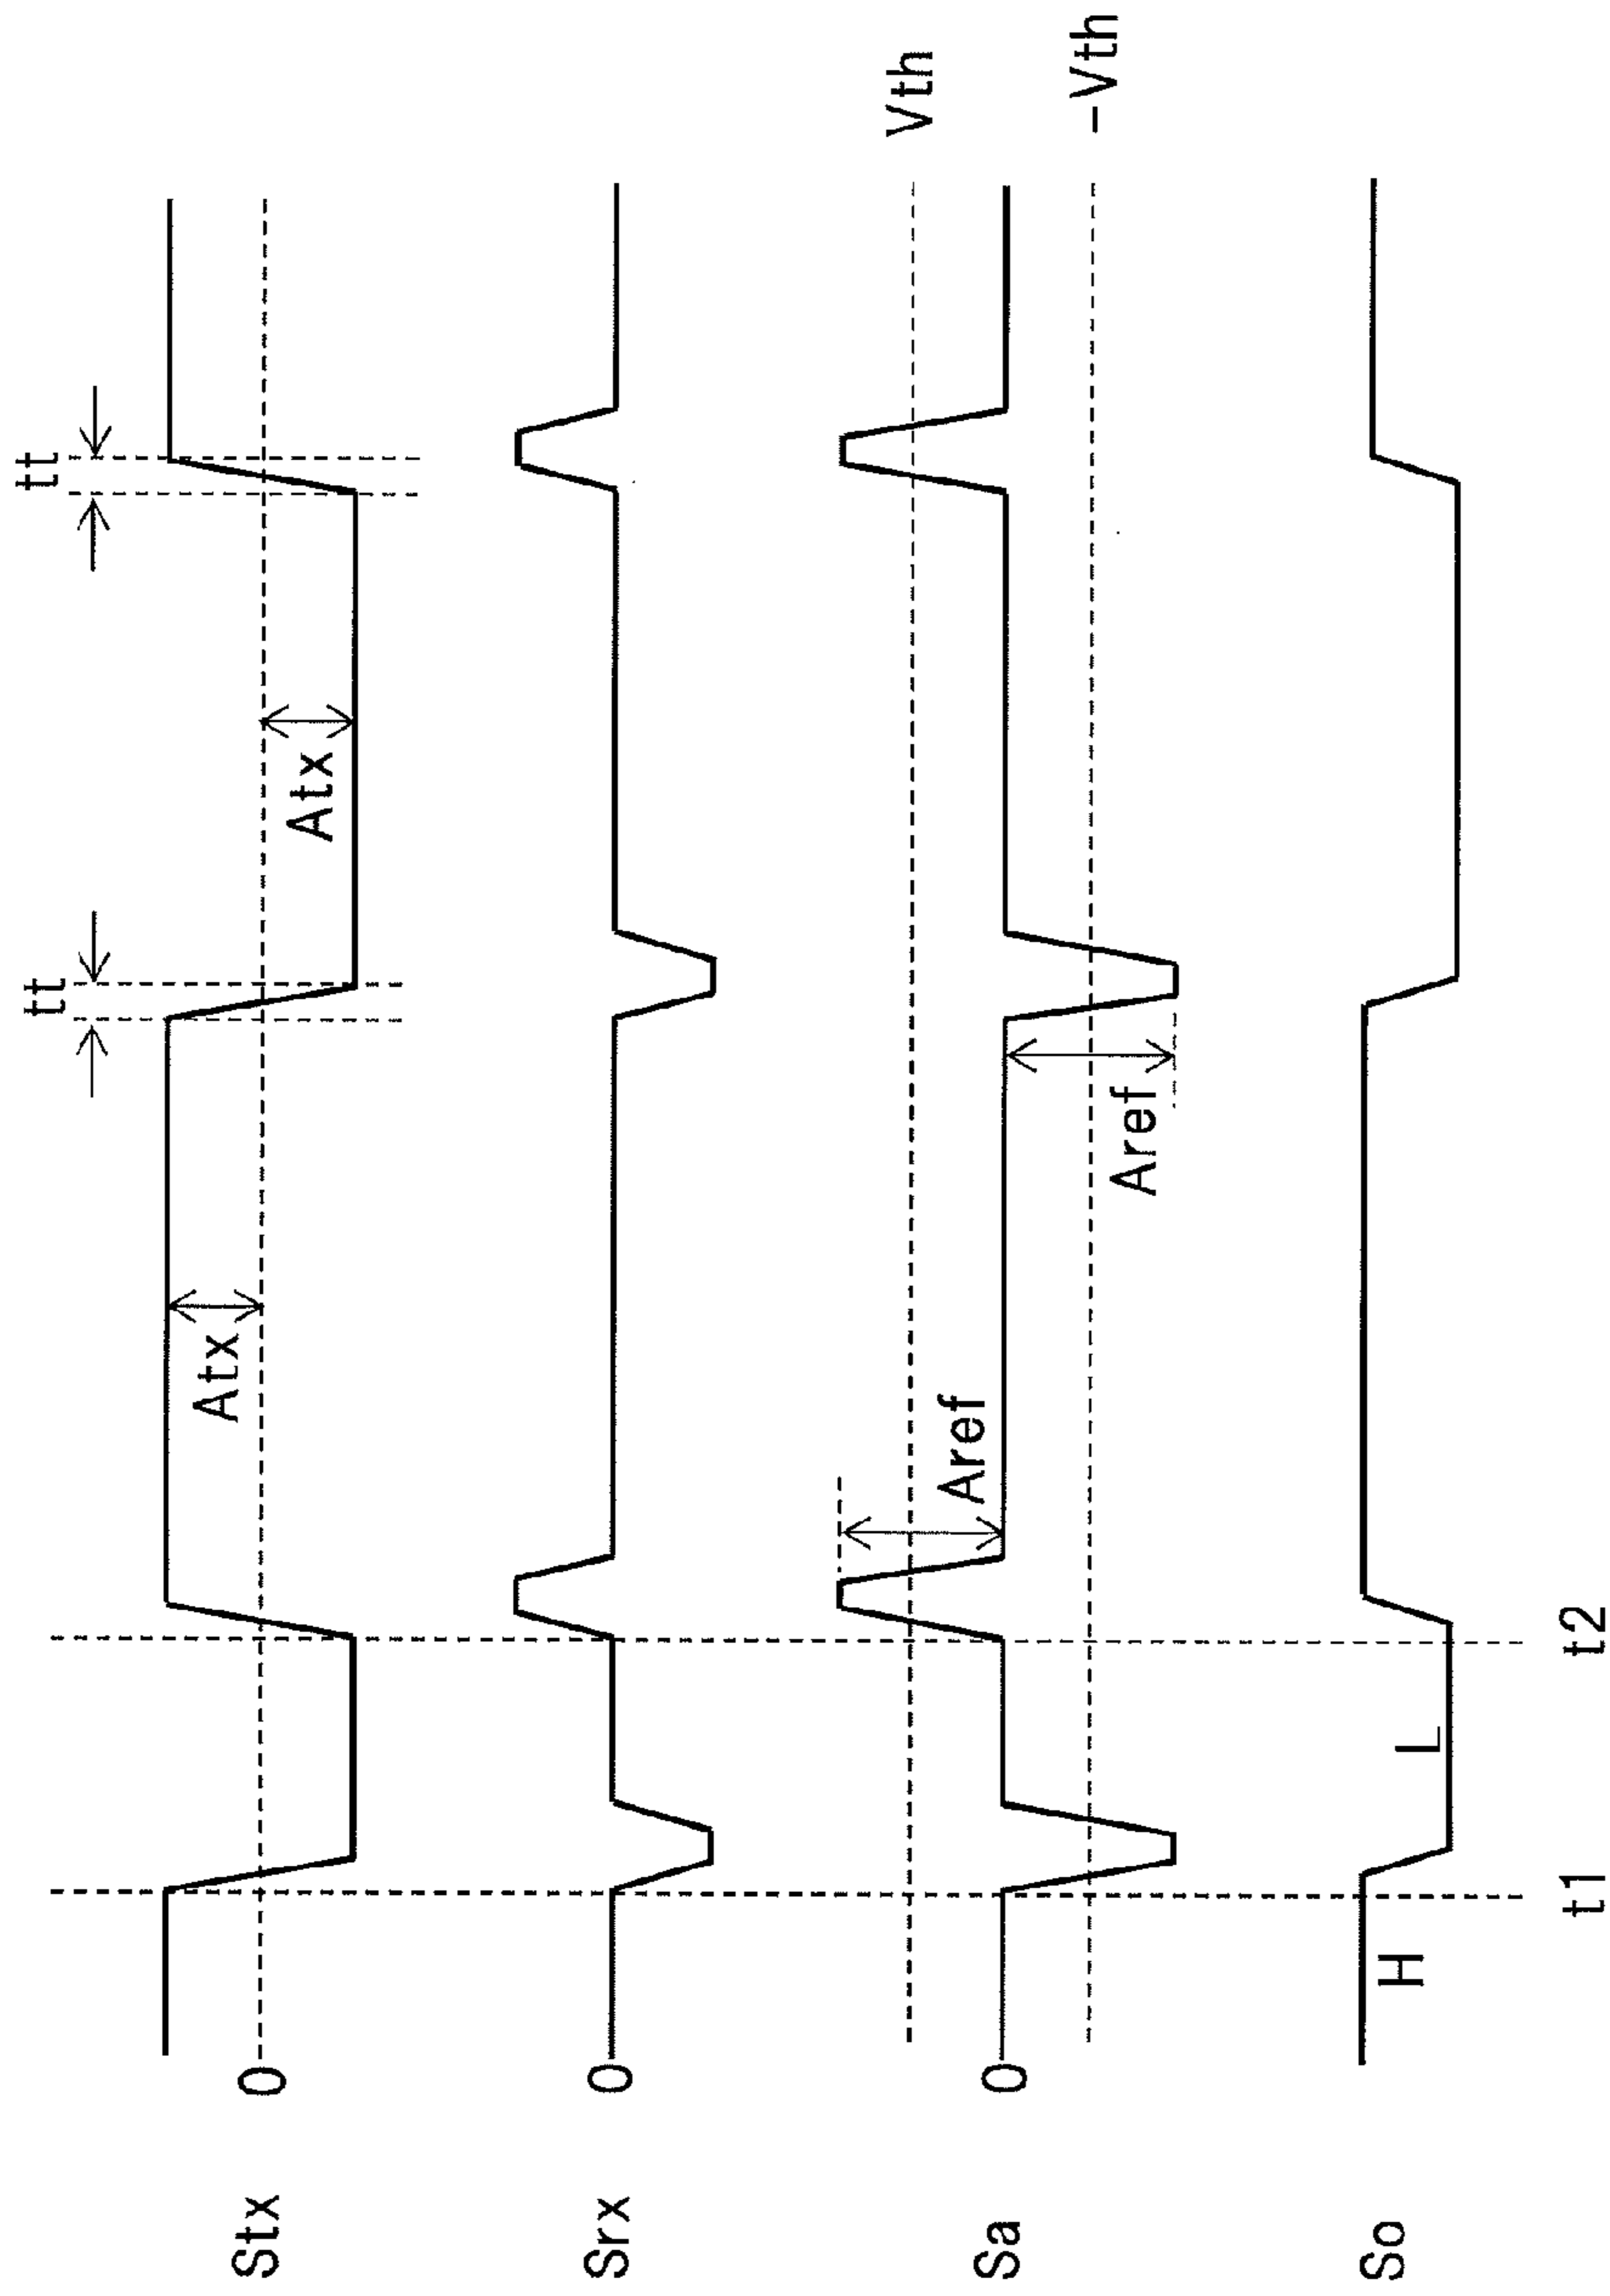 tt
tt
Stx
0
Atx
Atx
Srx
0
Sa
0
Aref
Aref
Vth
-Vth
So
H
L
t1
t2